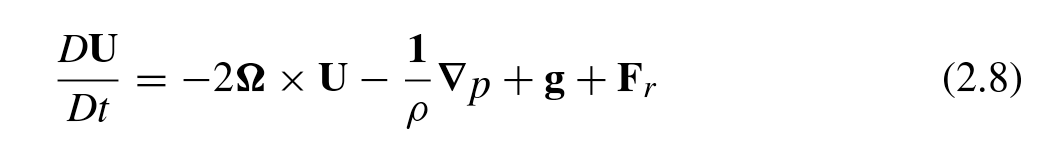 DU/Dt = −2Ω × U − 1/ρ ∇p + g + F_r (2.8)